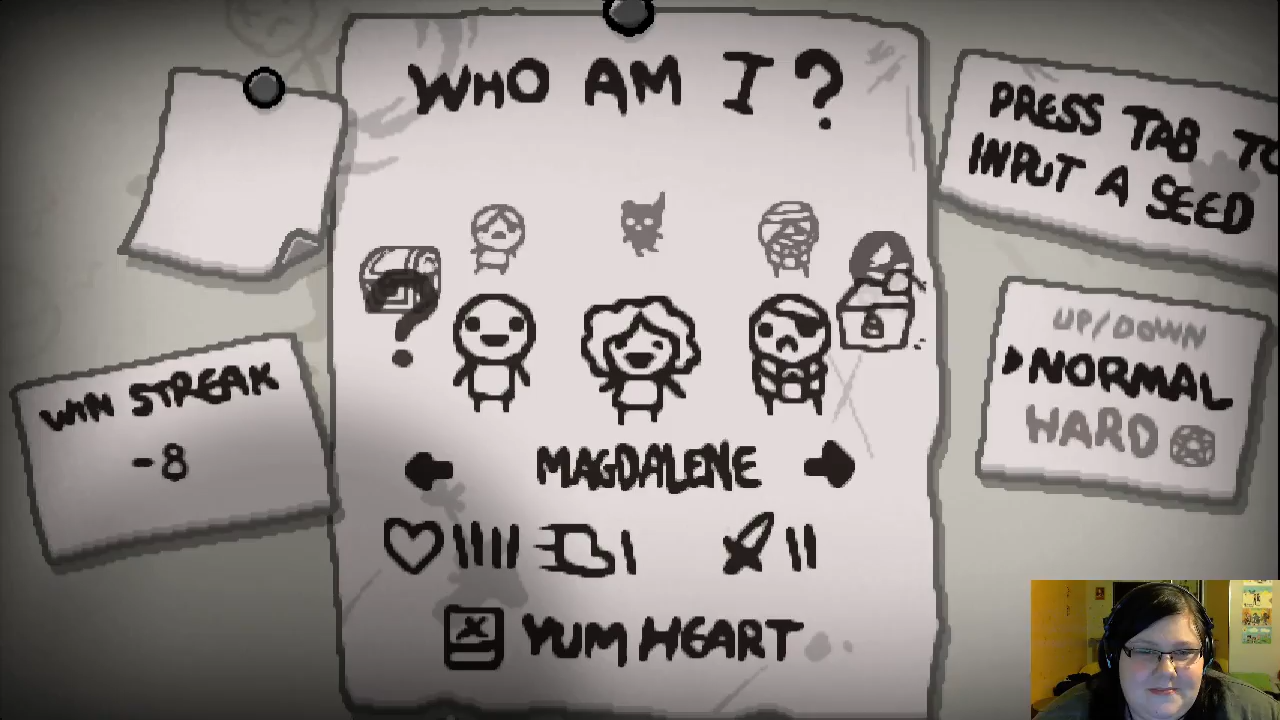 WHO AM I?
PRESS TAB TO
INPUT A SEED
WIN STREAK
-8
UP/DOWN
NORMAL
HARD
?
MAGDALENE
YUM HEART